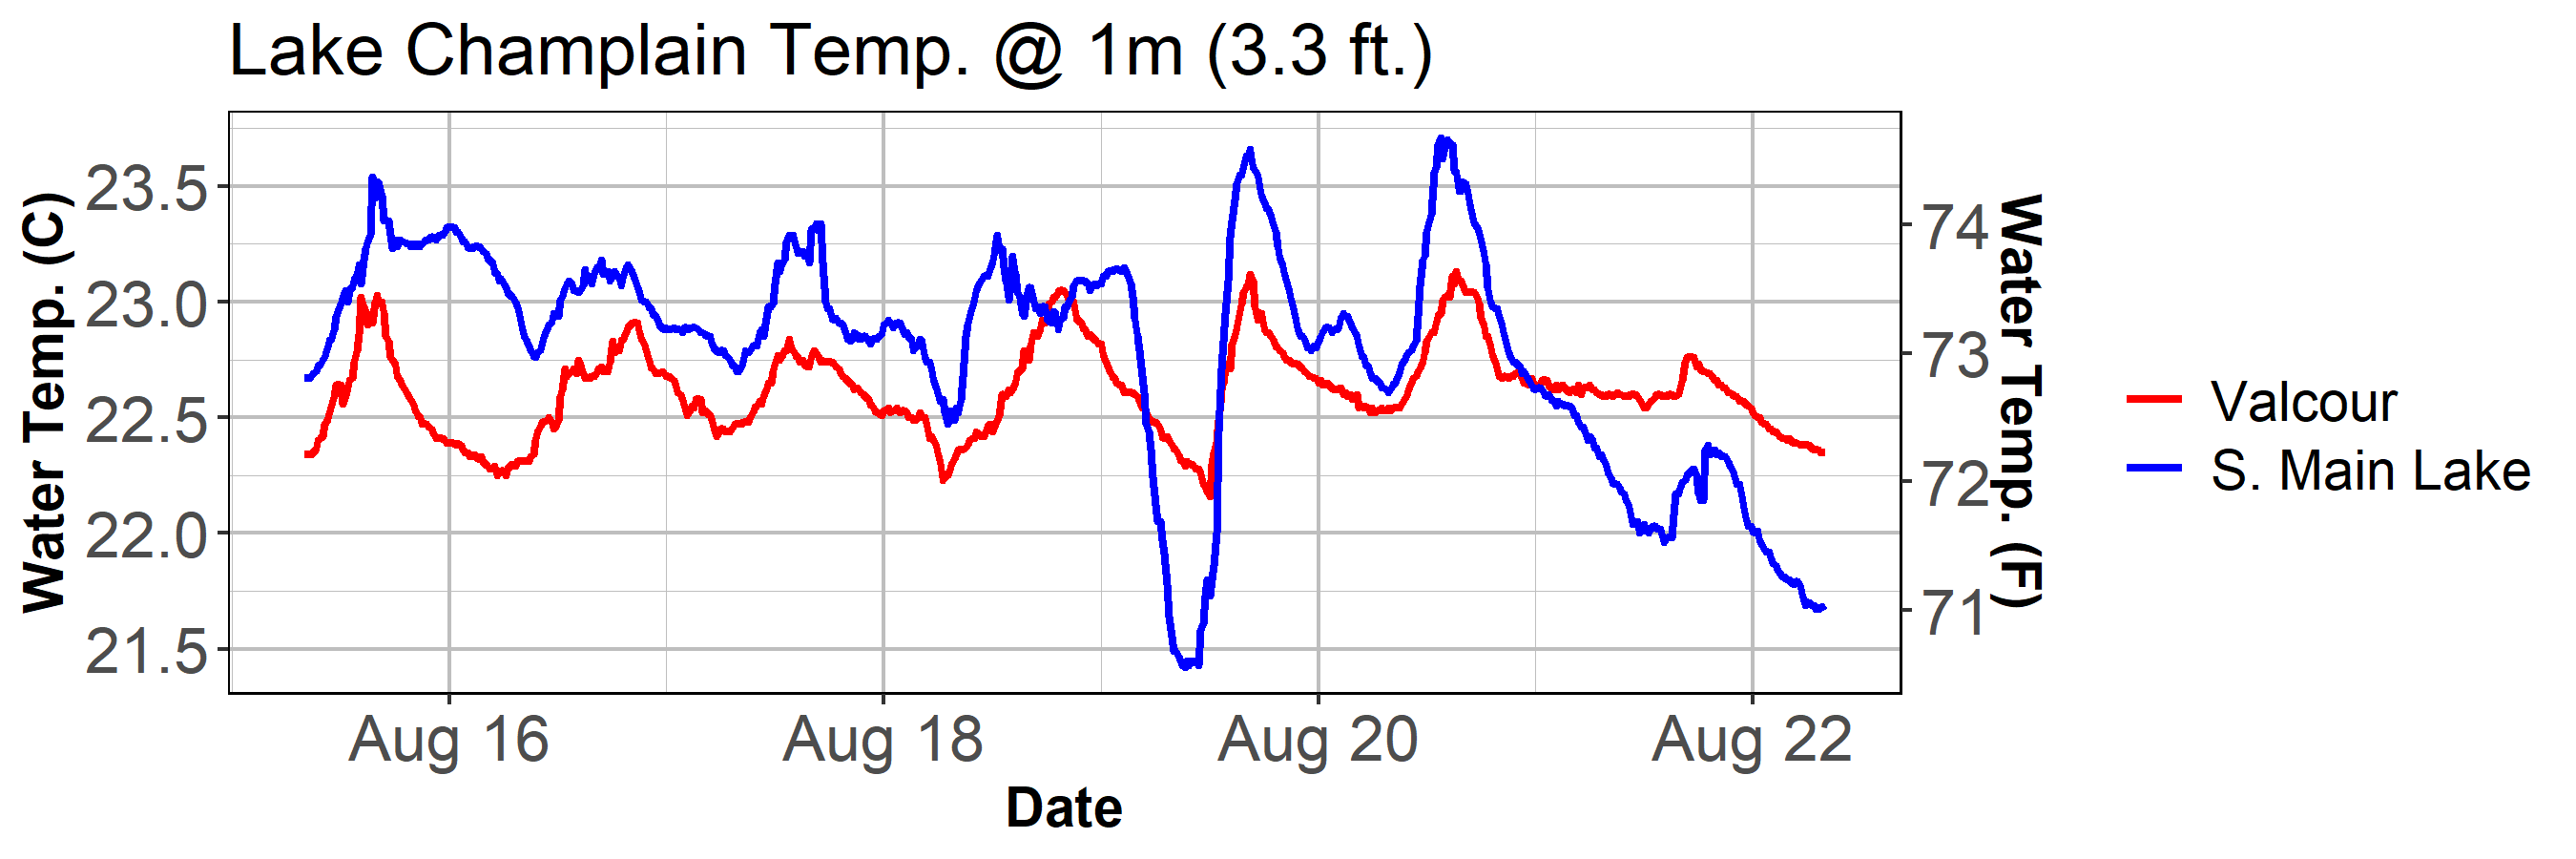 Lake Champlain Temp. @ 1m (3.3 ft.)
Water Temp. (C)
23.5
23.0
22.5
22.0
21.5
74
73
72
71
Water Temp. (F)
Aug 16
Aug 18
Aug 20
Aug 22
Date
Valcour
S. Main Lake